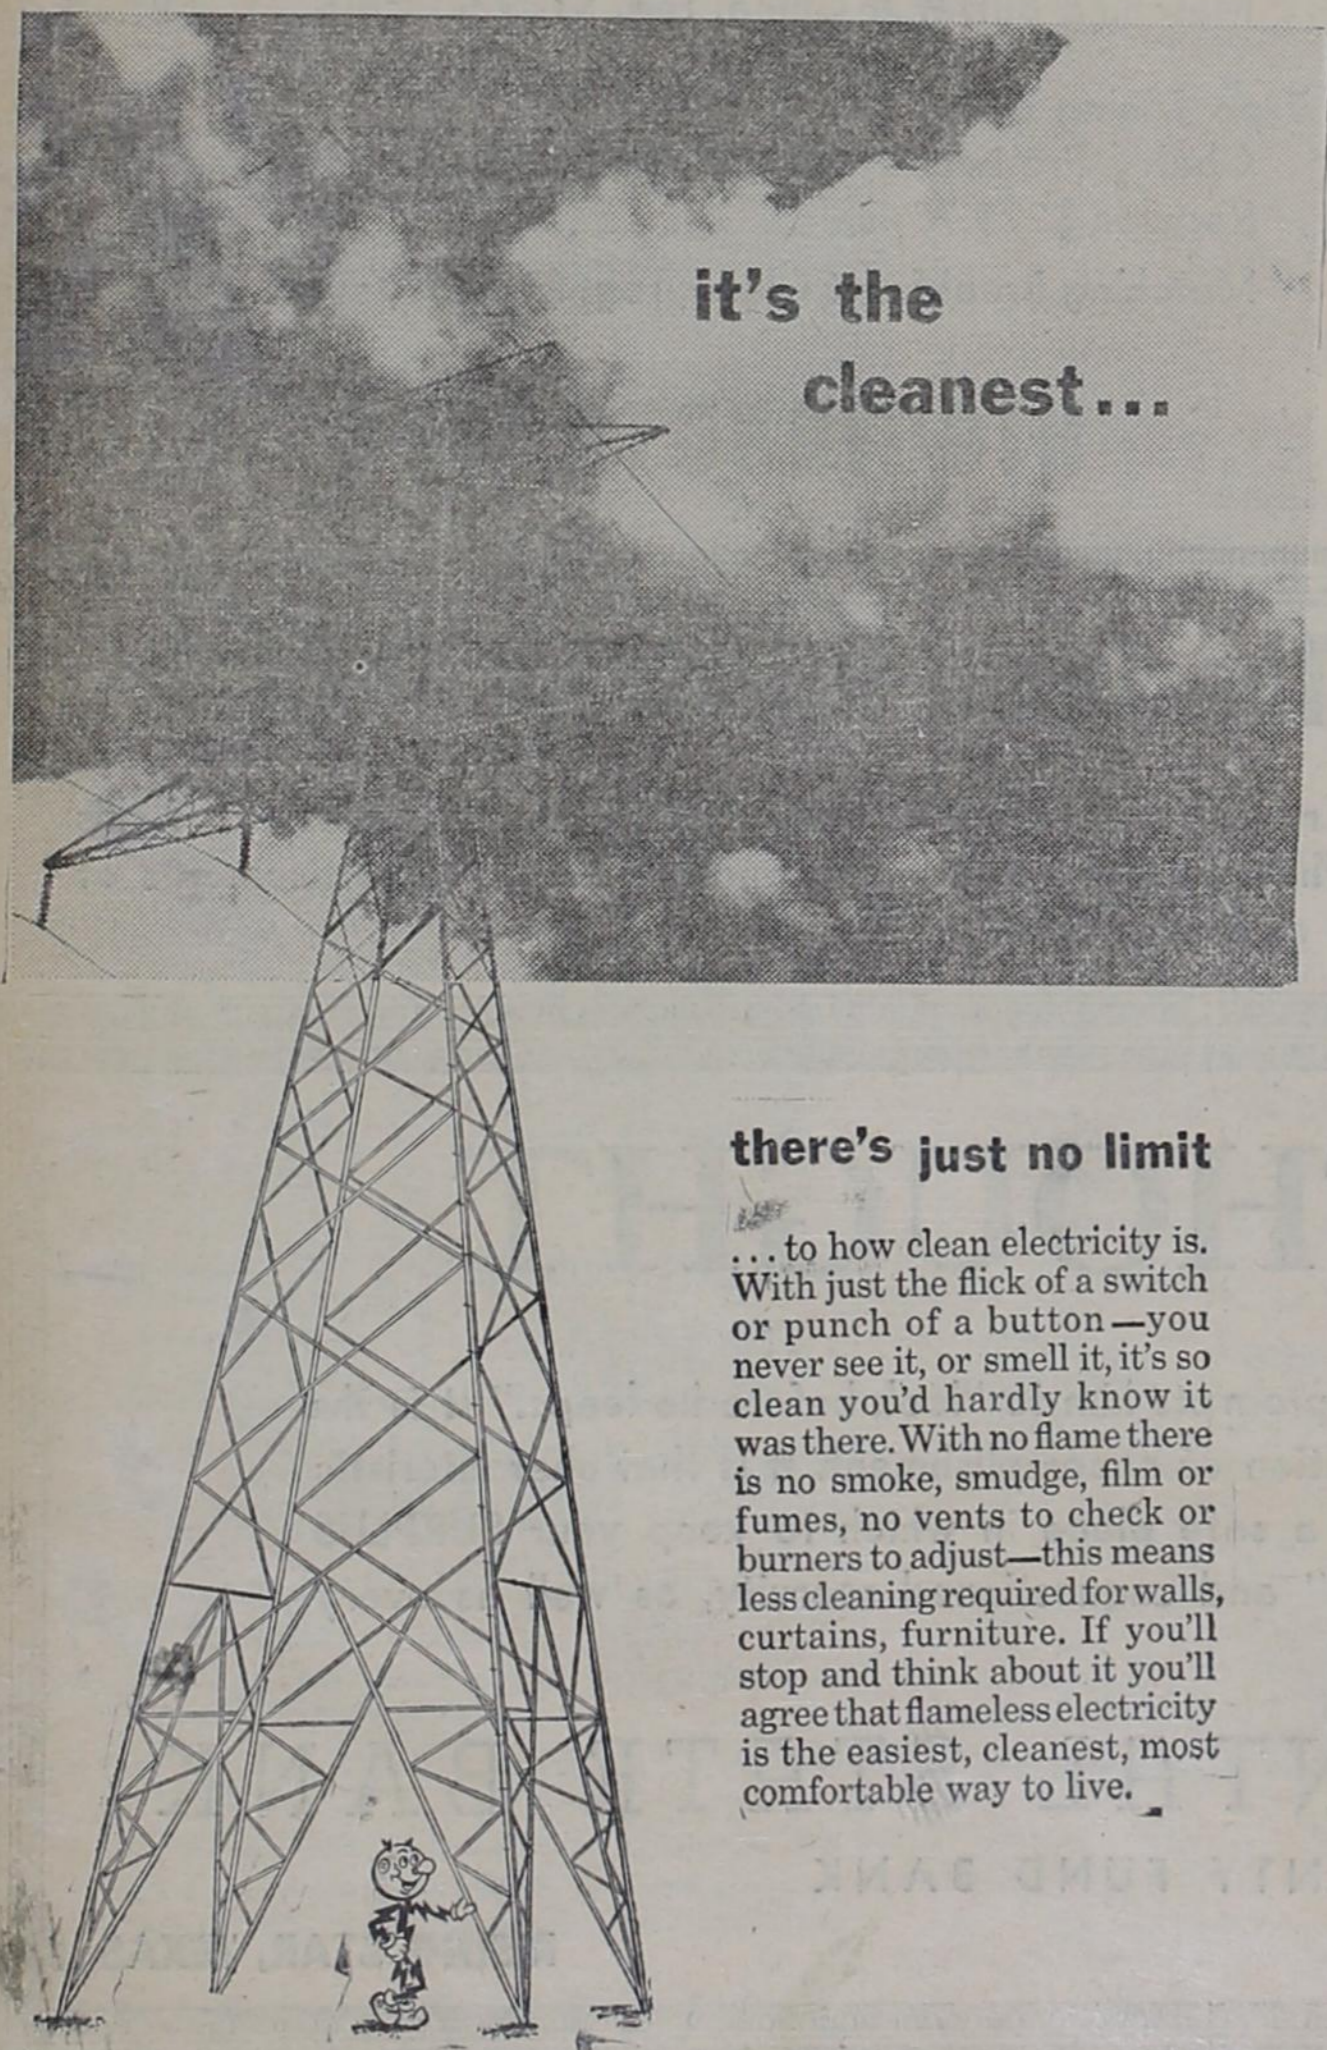 it's the
cleanest...
there's just no limit
...to how clean electricity is.
With just the flick of a switch
or punch of a button—you
never see it, or smell it, it's so
clean you'd hardly know it
was there. With no flame there
is no smoke, smudge, film or
fumes, no vents to check or
burners to adjust—this means
less cleaning required for walls,
curtains, furniture. If you'll
stop and think about it you'll
agree that flameless electricity
is the easiest, cleanest, most
comfortable way to live.